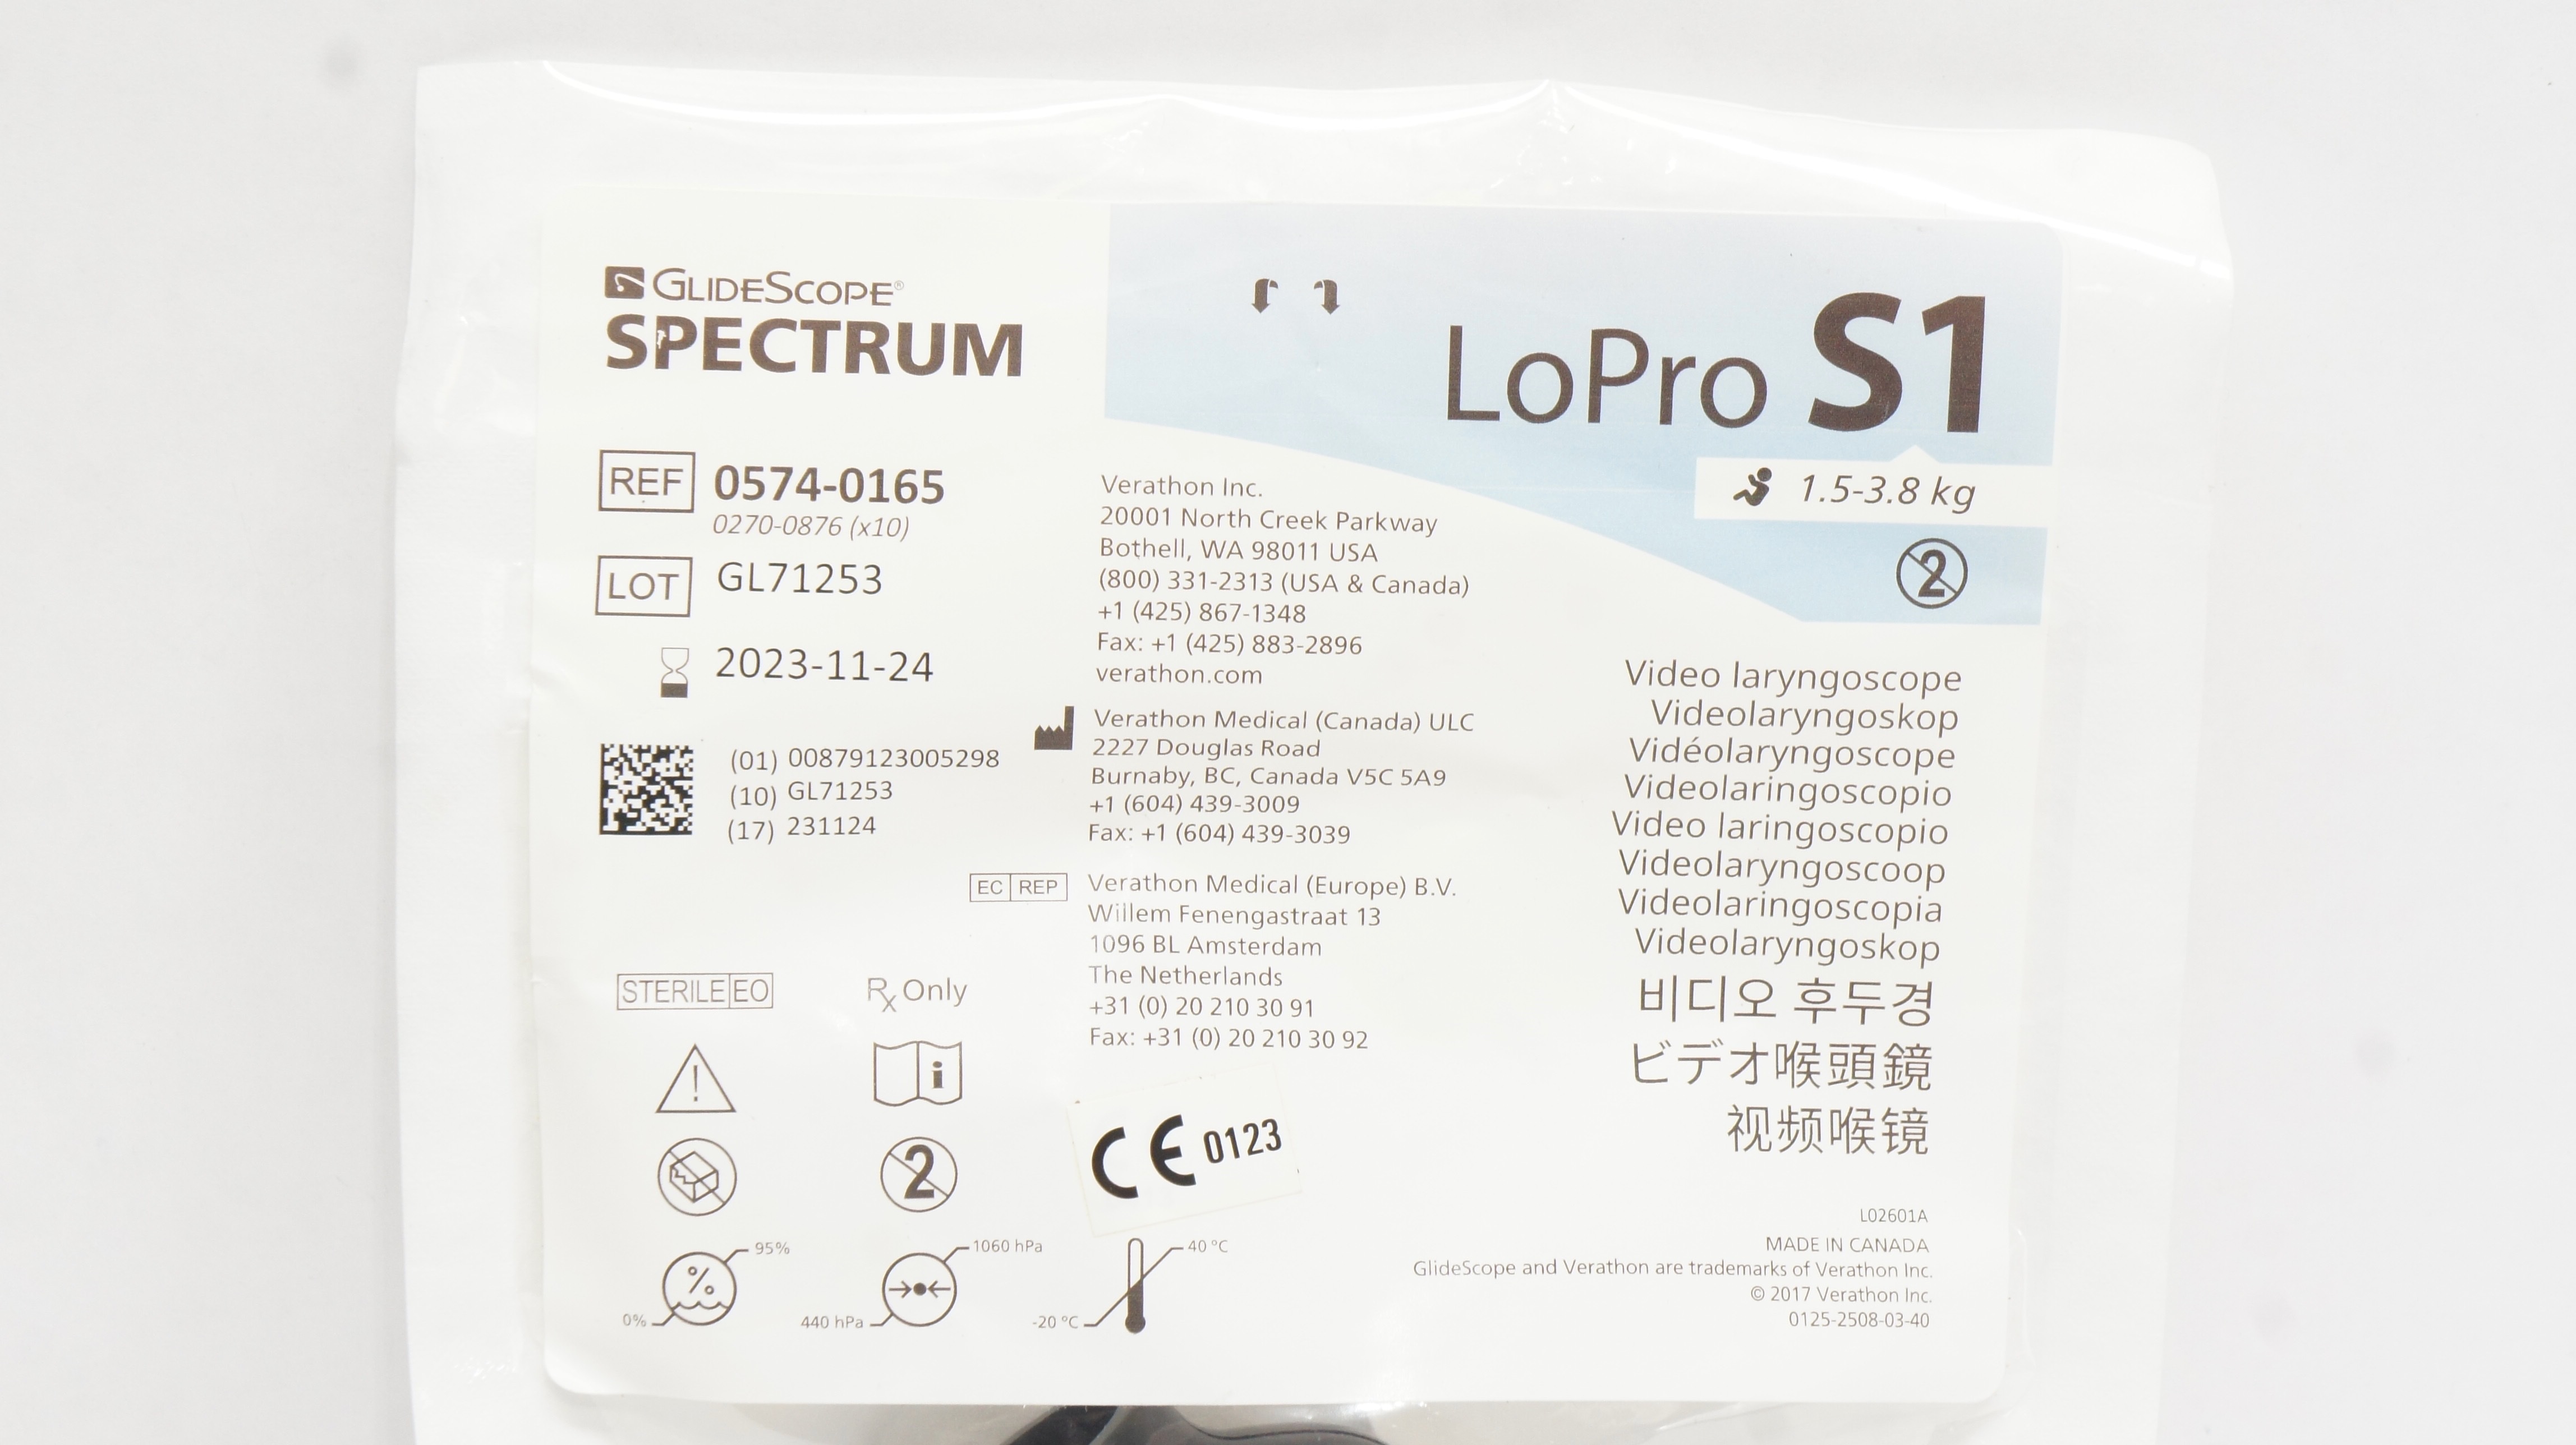 GLIDESCOPE®
SPECTRUM
LoPro S1
1.5-3.8 kg
2
REF 0574-0165
0270-0876 (x10)
LOT GL71253
2023-11-24
(01) 00879123005298
(10) GL71253
(17) 231124
Verathon Inc.
20001 North Creek Parkway
Bothell, WA 98011 USA
(800) 331-2313 (USA & Canada)
+1 (425) 867-1348
Fax: +1 (425) 883-2896
verathon.com
Verathon Medical (Canada) ULC
2227 Douglas Road
Burnaby, BC, Canada V5C 5A9
+1 (604) 439-3009
Fax: +1 (604) 439-3039
EC REP Verathon Medical (Europe) B.V.
Willem Fenengastraat 13
1096 BL Amsterdam
The Netherlands
+31 (0) 20 210 30 91
Fax: +31 (0) 20 210 30 92
Video laryngoscope
Videolaryngoskop
Vidéolaryngoscope
Videolaringoscopio
Video laringoscopio
Videolaryngoscoop
Videolaringoscopia
Videolaryngoskop
비디오 후두경
ビデオ喉頭鏡
视频喉镜
STERILE EO
Rx Only
2
CE 0123
95%
0%
1060 hPa
440 hPa
40 °C
-20 °C
L02601A
MADE IN CANADA
GlideScope and Verathon are trademarks of Verathon Inc.
© 2017 Verathon Inc.
0125-2508-03-40